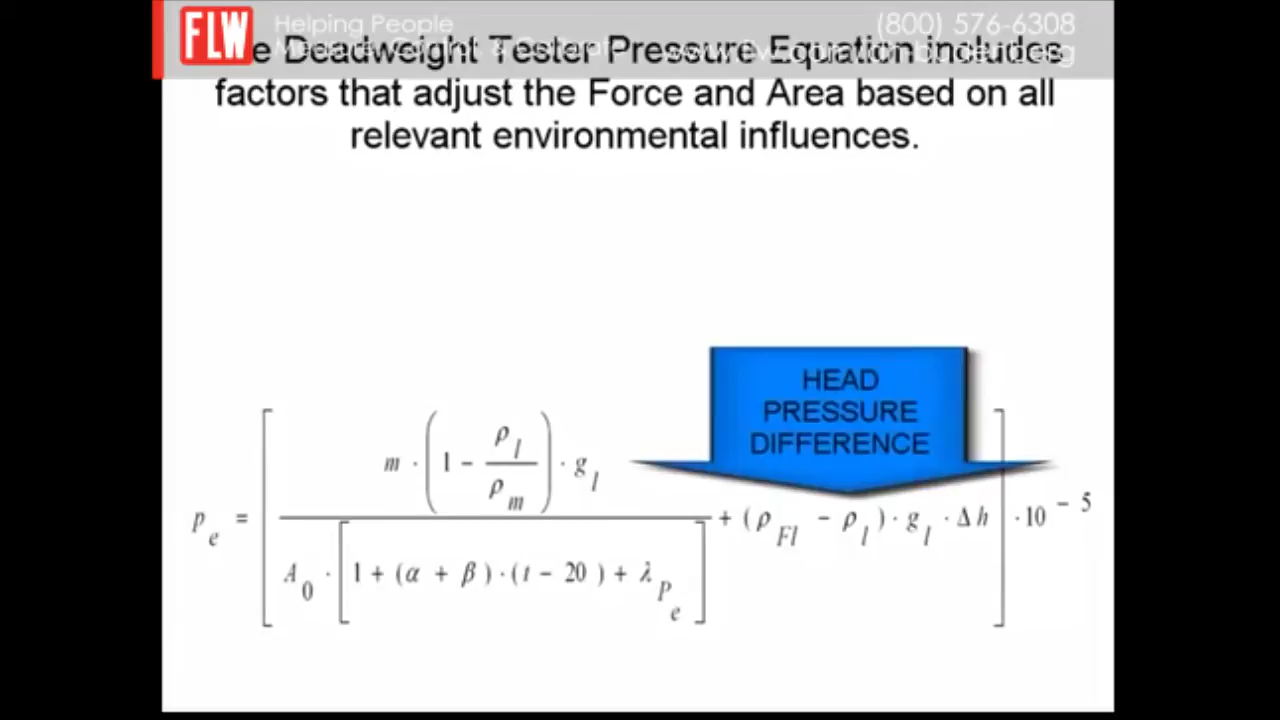 FLW
Helping People
(800) 576-6308
Deadweight Tester Pressure Equation includes
factors that adjust the Force and Area based on all
relevant environmental influences.
HEAD
PRESSURE
DIFFERENCE
p_e = [ m · (1 − ρ_l / ρ_m) · g_l / A_0 · [1 + (α + β) · (t − 20) + λ p_e] + (ρ_Fl − ρ_l) · g_l · Δh ] · 10^−5